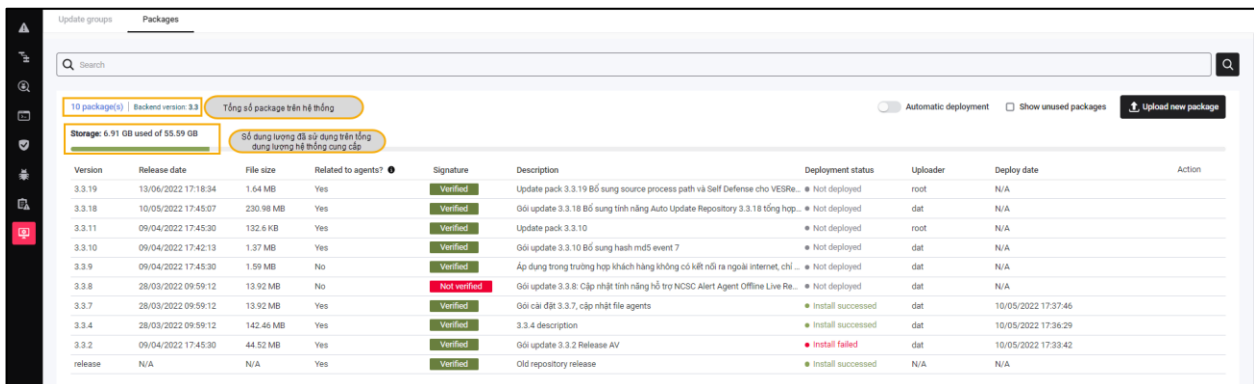 Update groups Packages
Search
10 package(s) | Backend version: 3.3 Tổng số package trên hệ thống Automatic deployment Show unused packages Upload new package
Storage: 6.91 GB used of 55.59 GB Số dung lượng đã sử dụng trên tổng
dung lượng hệ thống cung cấp
Version Release date File size Related to agents? Signature Description Deployment status Uploader Deploy date Action
3.3.19 13/06/2022 17:18:34 1.64 MB Yes Verified Update pack 3.3.19 Bổ sung source process path và Self Defense cho VESRe... Not deployed root N/A
3.3.18 10/05/2022 17:45:07 230.98 MB Yes Verified Gói update 3.3.18 Bổ sung tính năng Auto Update Repository 3.3.18 tổng hợp... Not deployed dat N/A
3.3.11 09/04/2022 17:45:30 132.6 KB Yes Verified Update pack 3.3.10 Not deployed root N/A
3.3.10 09/04/2022 17:42:13 1.37 MB Yes Verified Gói update 3.3.10 Bổ sung hash md5 event 7 Not deployed dat N/A
3.3.9 09/04/2022 17:45:30 1.59 MB No Verified Áp dụng trong trường hợp khách hàng không có kết nối ra ngoài internet, chỉ ... Not deployed dat N/A
3.3.8 28/03/2022 09:59:12 13.92 MB No Not verified Gói update 3.3.8: Cập nhật tính năng hỗ trợ NCSC Alert Agent Offline Live Re... Not deployed dat N/A
3.3.7 28/03/2022 09:59:12 13.92 MB Yes Verified Gói cài đặt 3.3.7, cập nhật file agents Install successed dat 10/05/2022 17:37:46
3.3.4 28/03/2022 09:59:12 142.46 MB Yes Verified 3.3.4 description Install successed dat 10/05/2022 17:36:29
3.3.2 09/04/2022 17:45:30 44.52 MB Yes Verified Gói update 3.3.2 Release AV Install failed dat 10/05/2022 17:33:42
release N/A N/A Yes Verified Old repository release Install successed N/A N/A